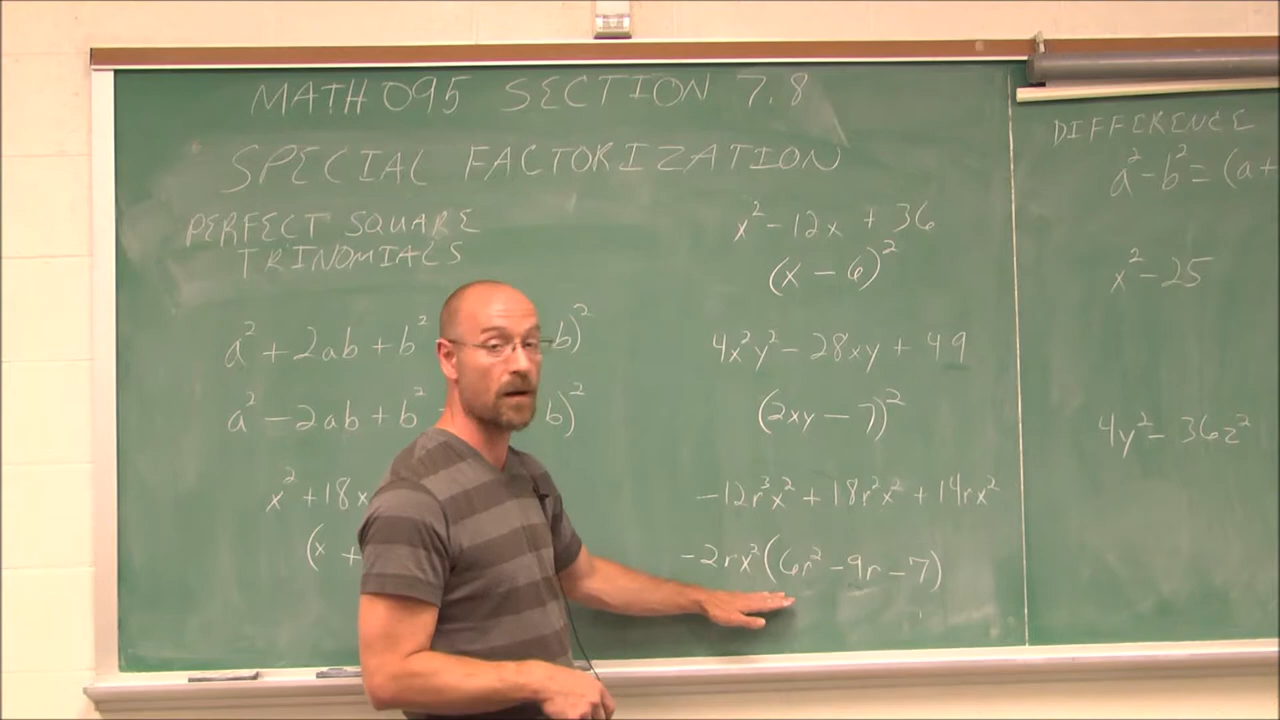 MATH 095 SECTION 7.8
SPECIAL FACTORIZATION
PERFECT SQUARE
TRINOMIALS
a² + 2ab + b² b)²
a² - 2ab + b² b)²
x² + 18x
(x +
x² - 12x + 36
(x - 6)²
4x²y² - 28xy + 49
(2xy - 7)²
-12r³x² + 18r²x² + 14rx²
-2rx²(6r² - 9r - 7)
DIFFERENCE
a² - b² = (a +
x² - 25
4y² - 36z²